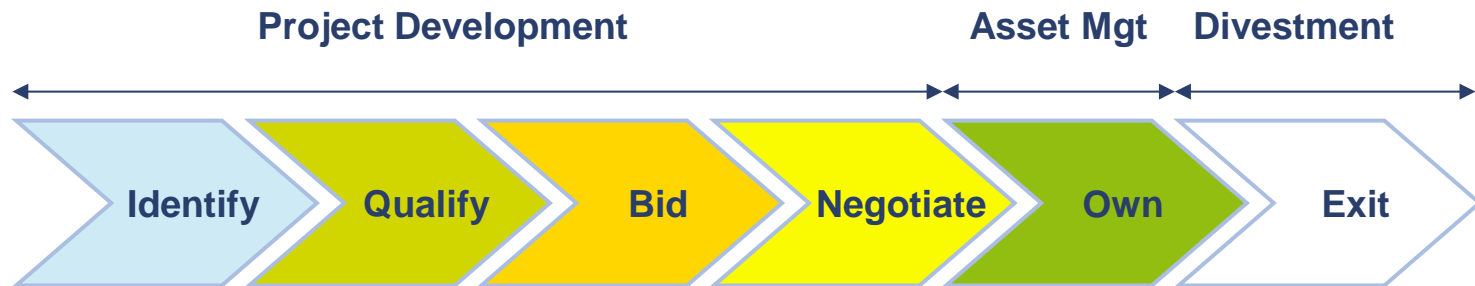 Project Development Asset Mgt Divestment
Identify Qualify Bid Negotiate Own Exit